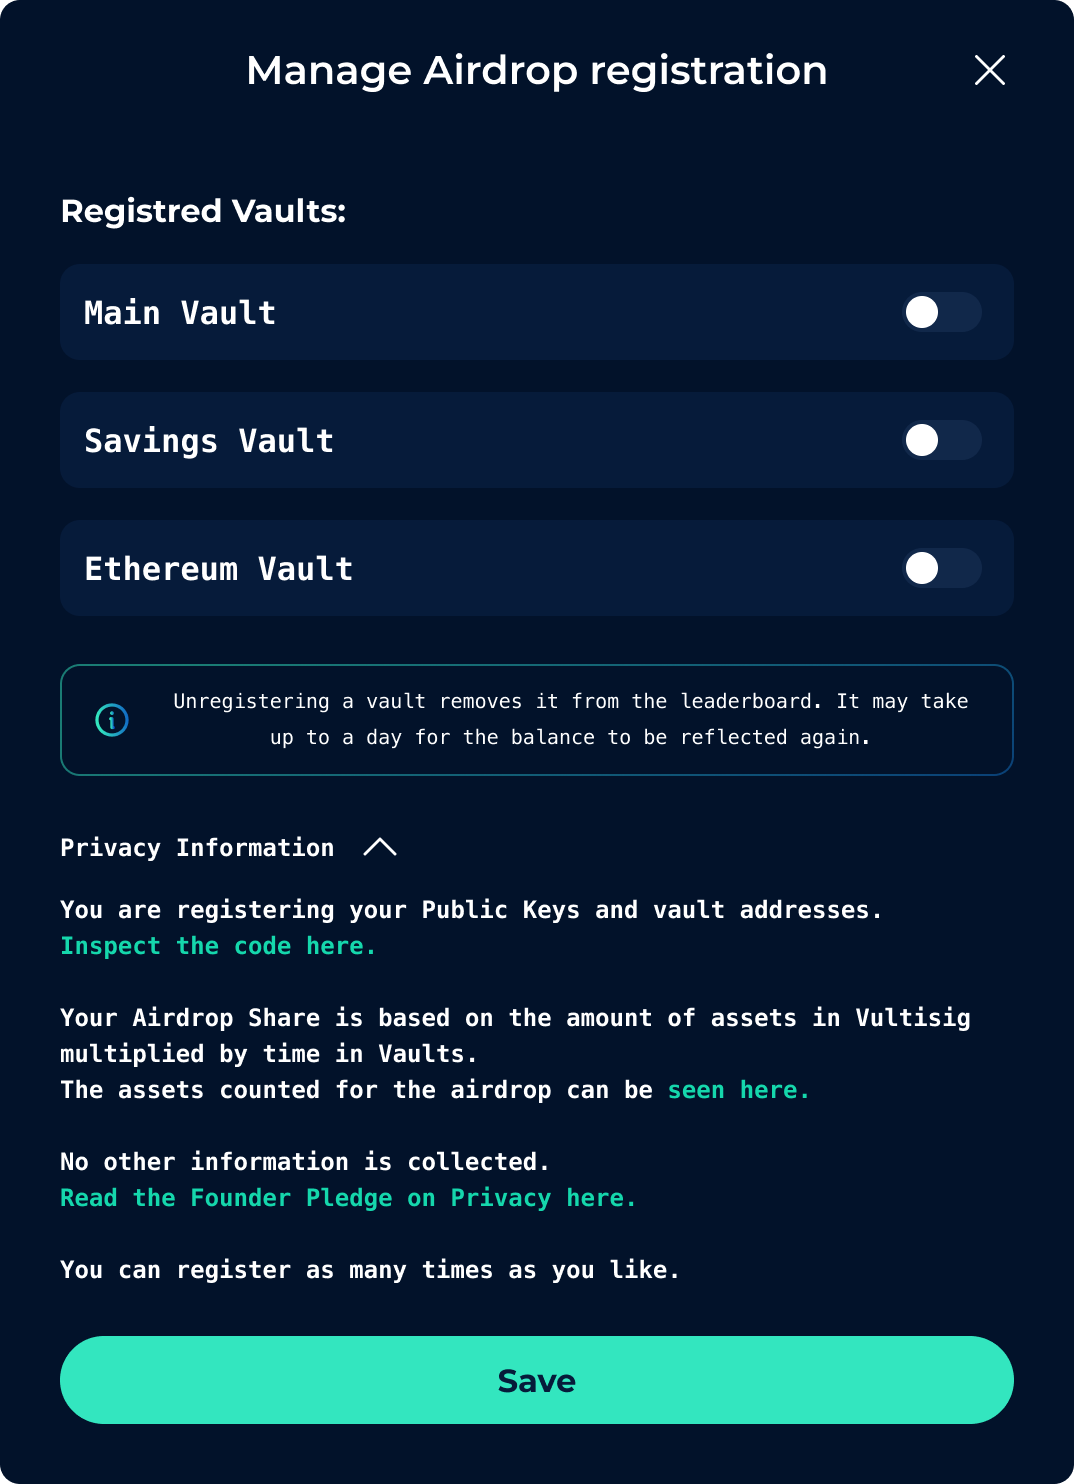 Manage Airdrop registration
Registred Vaults:
Main Vault
Savings Vault
Ethereum Vault
Unregistering a vault removes it from the leaderboard. It may take
up to a day for the balance to be reflected again.
Privacy Information
You are registering your Public Keys and vault addresses.
Inspect the code here.
Your Airdrop Share is based on the amount of assets in Vultisig
multiplied by time in Vaults.
The assets counted for the airdrop can be seen here.
No other information is collected.
Read the Founder Pledge on Privacy here.
You can register as many times as you like.
Save